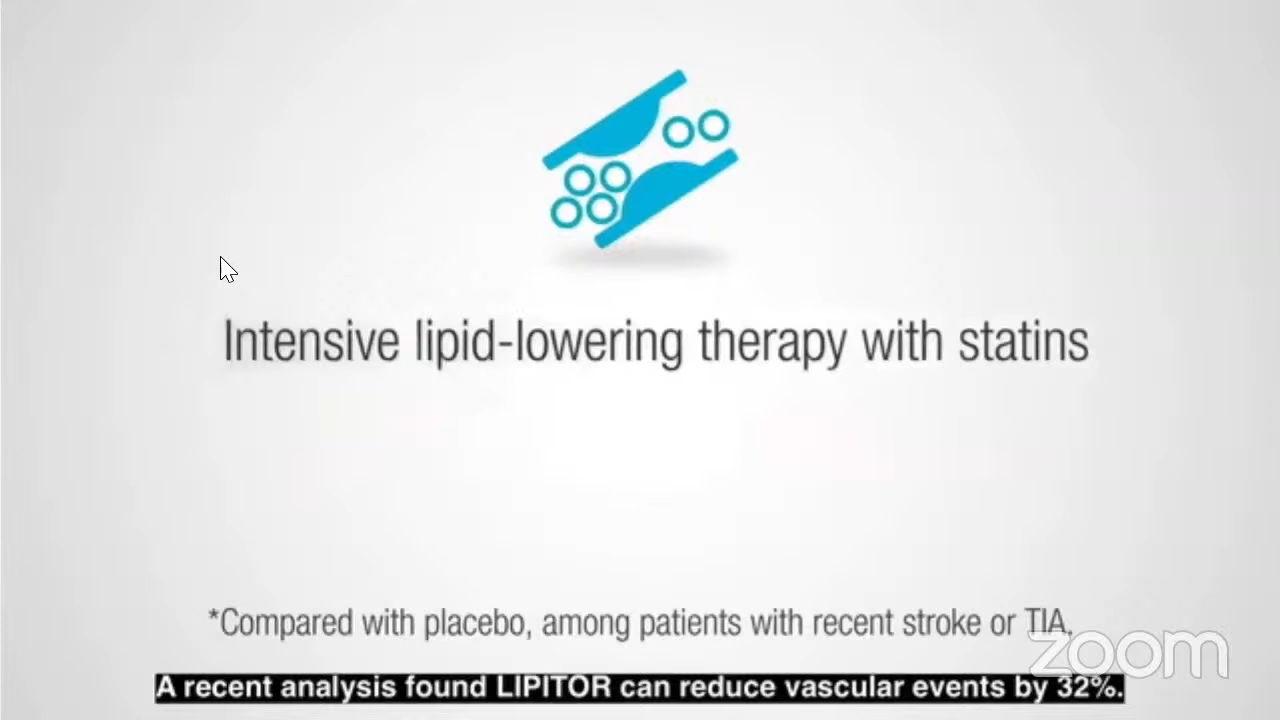 Intensive lipid-lowering therapy with statins
*Compared with placebo, among patients with recent stroke or TIA.
zoom
A recent analysis found LIPITOR can reduce vascular events by 32%.